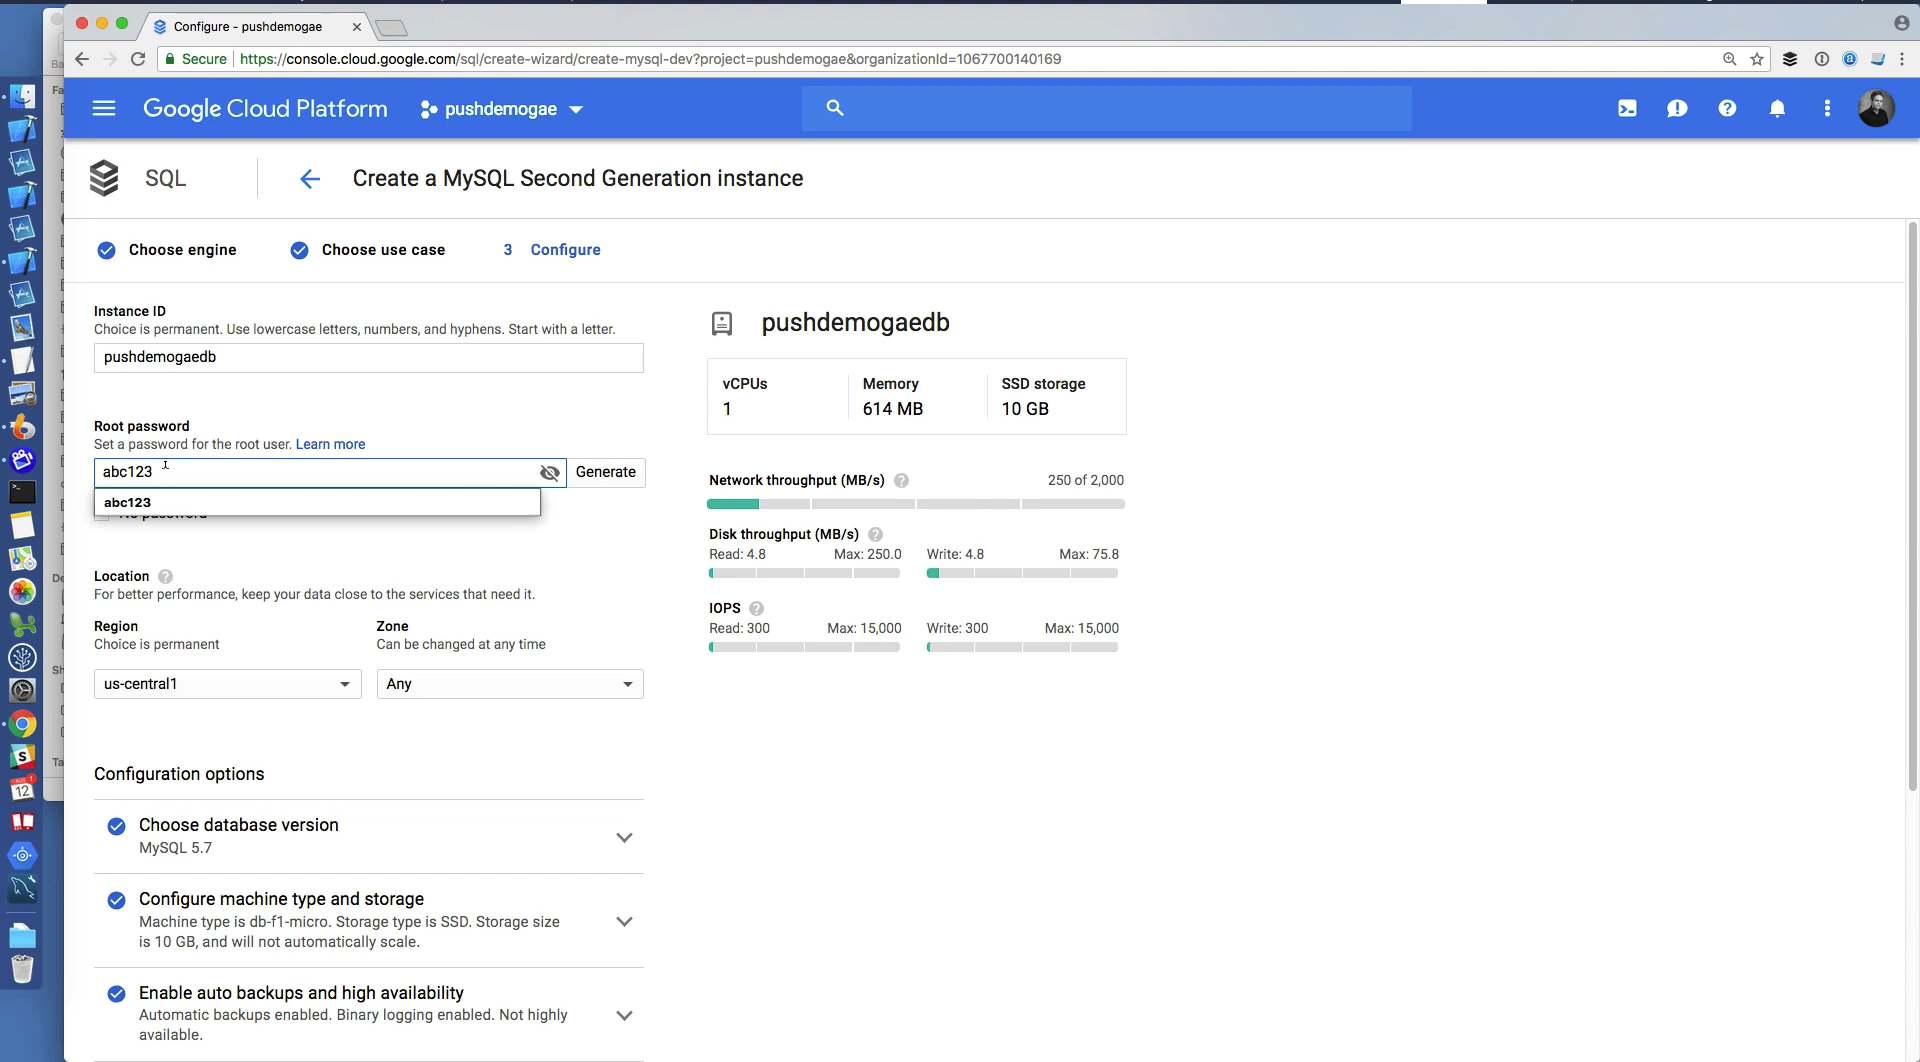 Configure - pushdemogae
Secure
https://console.cloud.google.com/sql/create-wizard/create-mysql-dev?project=pushdemogae&organizationId=1067700140169
Google Cloud Platform
pushdemogae
SQL
Create a MySQL Second Generation instance
Choose engine
Choose use case
3 Configure
Instance ID
Choice is permanent. Use lowercase letters, numbers, and hyphens. Start with a letter.
pushdemogaedb
Root password
Set a password for the root user. Learn more
abc123
Generate
abc123
No password
Location
For better performance, keep your data close to the services that need it.
Region
Choice is permanent
us-central1
Zone
Can be changed at any time
Any
Configuration options
Choose database version
MySQL 5.7
Configure machine type and storage
Machine type is db-f1-micro. Storage type is SSD. Storage size
is 10 GB, and will not automatically scale.
Enable auto backups and high availability
Automatic backups enabled. Binary logging enabled. Not highly
available.
pushdemogaedb
vCPUs
1
Memory
614 MB
SSD storage
10 GB
Network throughput (MB/s)
250 of 2,000
Disk throughput (MB/s)
Read: 4.8
Max: 250.0
Write: 4.8
Max: 75.8
IOPS
Read: 300
Max: 15,000
Write: 300
Max: 15,000
Fa
De
Sh
Ta
12